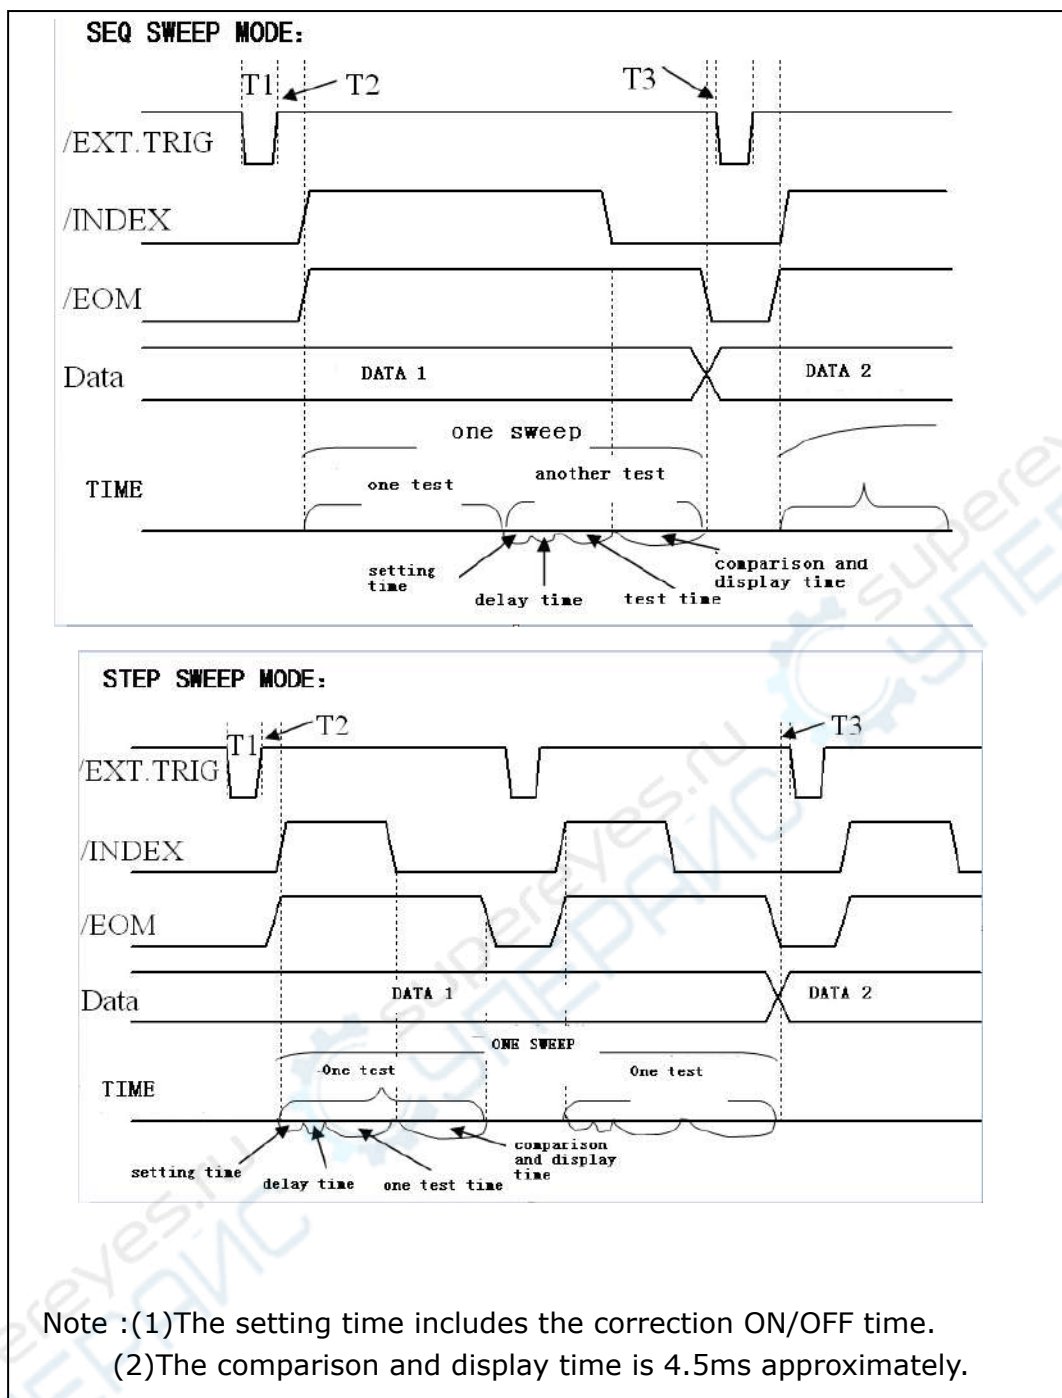 SEQ SWEEP MODE:
T1
T2
T3
/EXT.TRIG
/INDEX
/EOM
Data
DATA 1
DATA 2
one sweep
one test
another test
TIME
setting
time
delay time
test time
comparison and
display time
STEP SWEEP MODE:
T1
T2
T3
/EXT.TRIG
/INDEX
/EOM
Data
DATA 1
DATA 2
ONE SWEEP
One test
One test
TIME
setting time
delay time
one test time
comparison
and display
time
Note :(1)The setting time includes the correction ON/OFF time.
(2)The comparison and display time is 4.5ms approximately.
supereyes.ru
СУПЕРАЙС